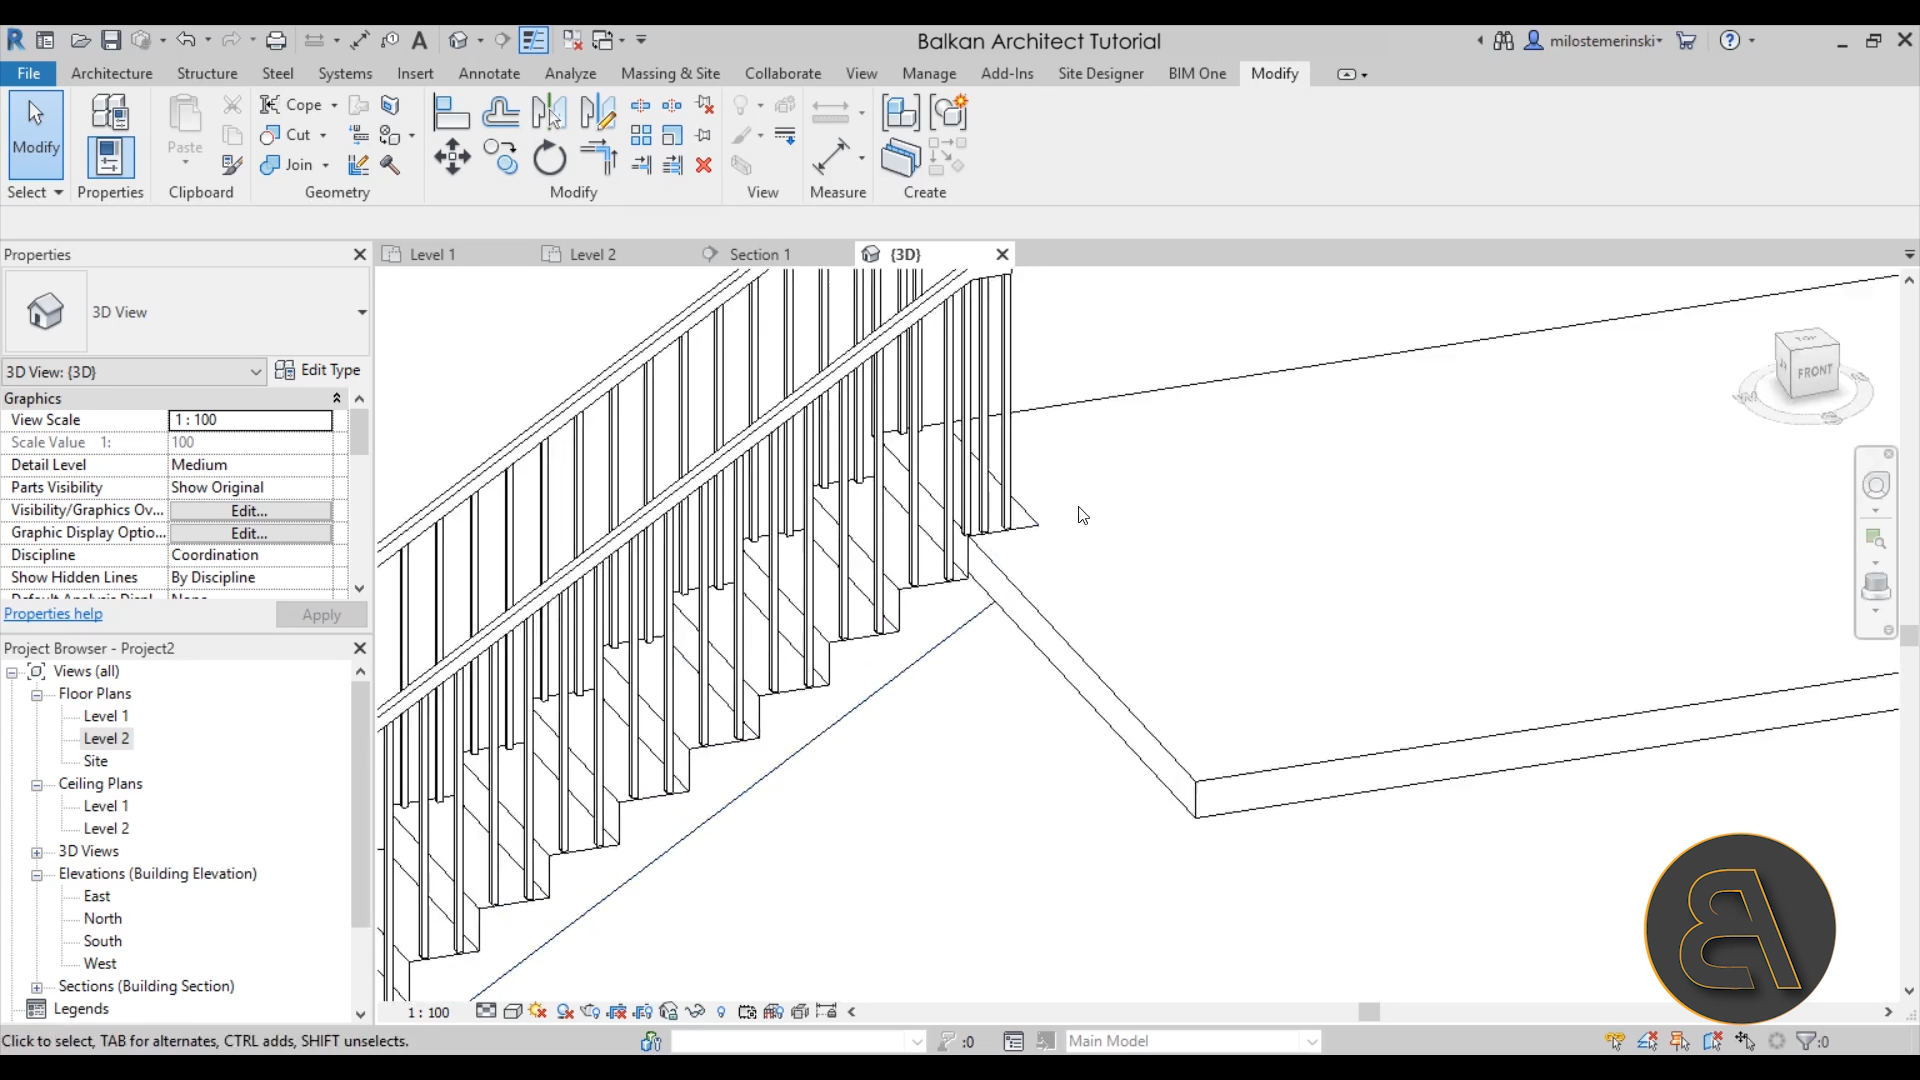 Balkan Architect Tutorial
milostemerinski
File Architecture Structure Steel Systems Insert Annotate Analyze Massing & Site Collaborate View Manage Add-Ins Site Designer BIM One Modify
Modify
Paste
Cope
Cut
Join
Select Properties Clipboard Geometry Modify View Measure Create
Properties
Level 1 Level 2 Section 1 {3D}
3D View
3D View: {3D} Edit Type
Graphics
View Scale 1 : 100
Scale Value 1: 100
Detail Level Medium
Parts Visibility Show Original
Visibility/Graphics Ov... Edit...
Graphic Display Optio... Edit...
Discipline Coordination
Show Hidden Lines By Discipline
Properties help Apply
Project Browser - Project2
Views (all)
Floor Plans
Level 1
Level 2
Site
Ceiling Plans
Level 1
Level 2
3D Views
Elevations (Building Elevation)
East
North
South
West
Sections (Building Section)
Legends
TOP
FRONT
1 : 100
Click to select, TAB for alternates, CTRL adds, SHIFT unselects.
:0
Main Model
:0